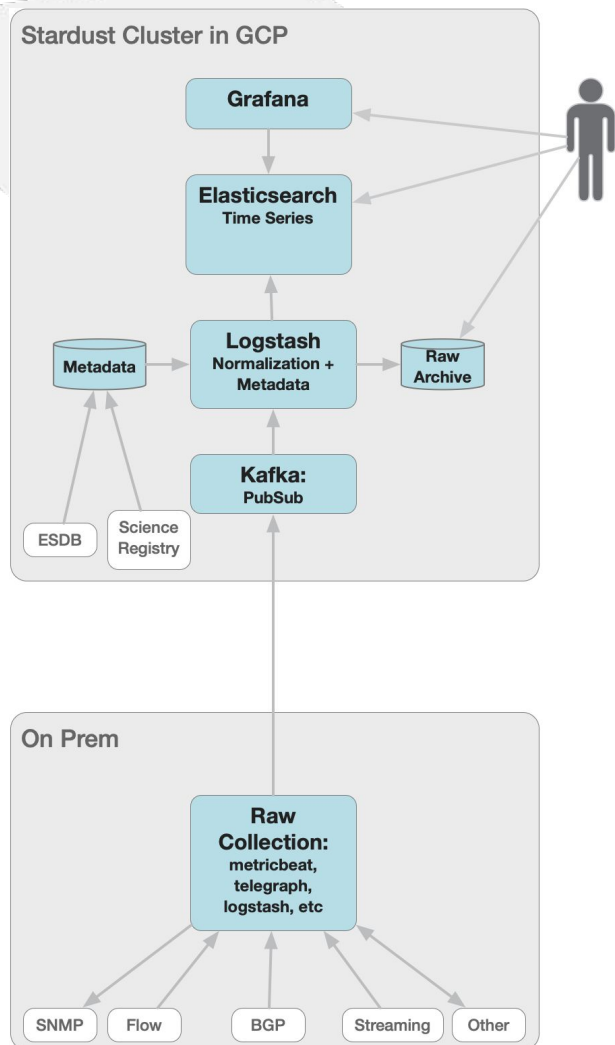 Stardust Cluster in GCP
Grafana
Elasticsearch
Time Series
Logstash
Normalization +
Metadata
Metadata
Raw
Archive
Kafka:
PubSub
ESDB
Science
Registry
On Prem
Raw
Collection:
metricbeat,
telegraph,
logstash, etc
SNMP
Flow
BGP
Streaming
Other